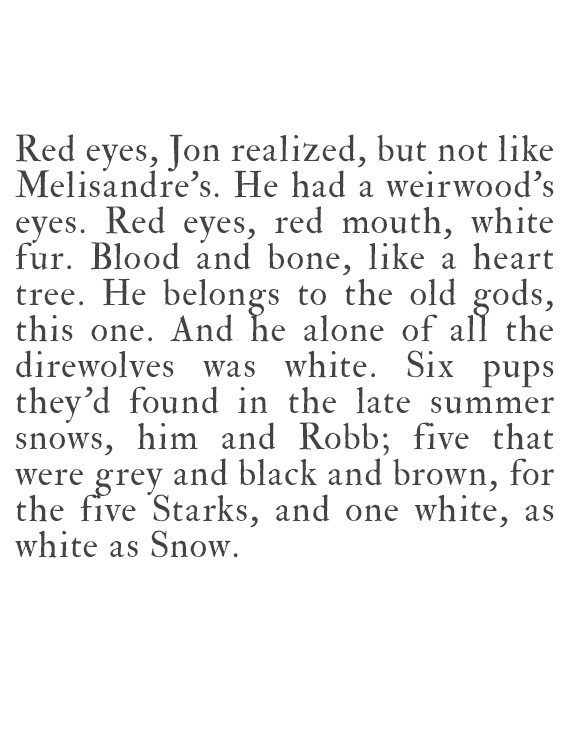 Red eyes, Jon realized, but not like
Melisandre’s. He had a weirwood’s
eyes. Red eyes, red mouth, white
fur. Blood and bone, like a heart
tree. He belongs to the old gods,
this one. And he alone of all the
direwolves was white. Six pups
they’d found in the late summer
snows, him and Robb; five that
were grey and black and brown, for
the five Starks, and one white, as
white as Snow.